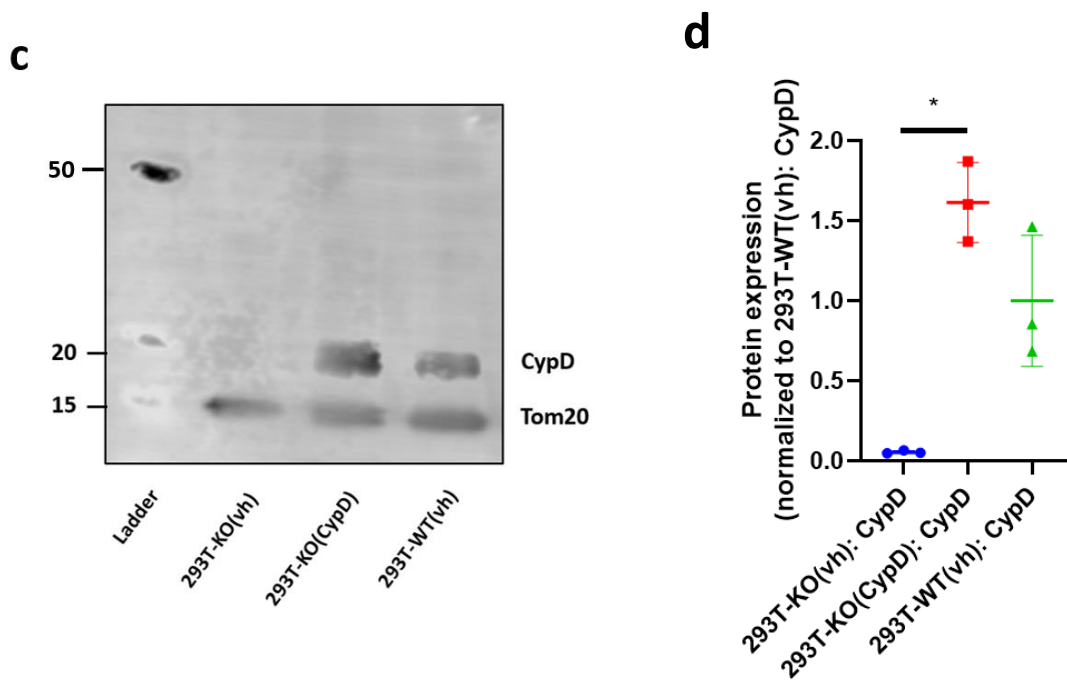 c
50
20
15
CypD
Tom20
Ladder
293T-KO(vh)
293T-KO(CypD)
293T-WT(vh)
d
*
Protein expression
(normalized to 293T-WT(vh): CypD)
2.0
1.5
1.0
0.5
0.0
293T-KO(vh): CypD
293T-KO(CypD): CypD
293T-WT(vh): CypD